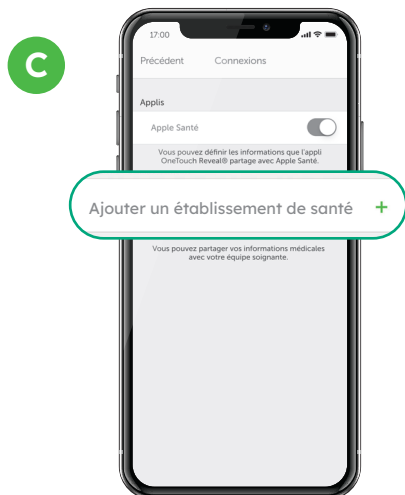 C
17:00
Précédent Connexions
Applis
Apple Santé
Vous pouvez définir les informations que l'appli
OneTouch Reveal® partage avec Apple Santé.
Ajouter un établissement de santé +
Vous pouvez partager vos informations médicales
avec votre équipe soignante.